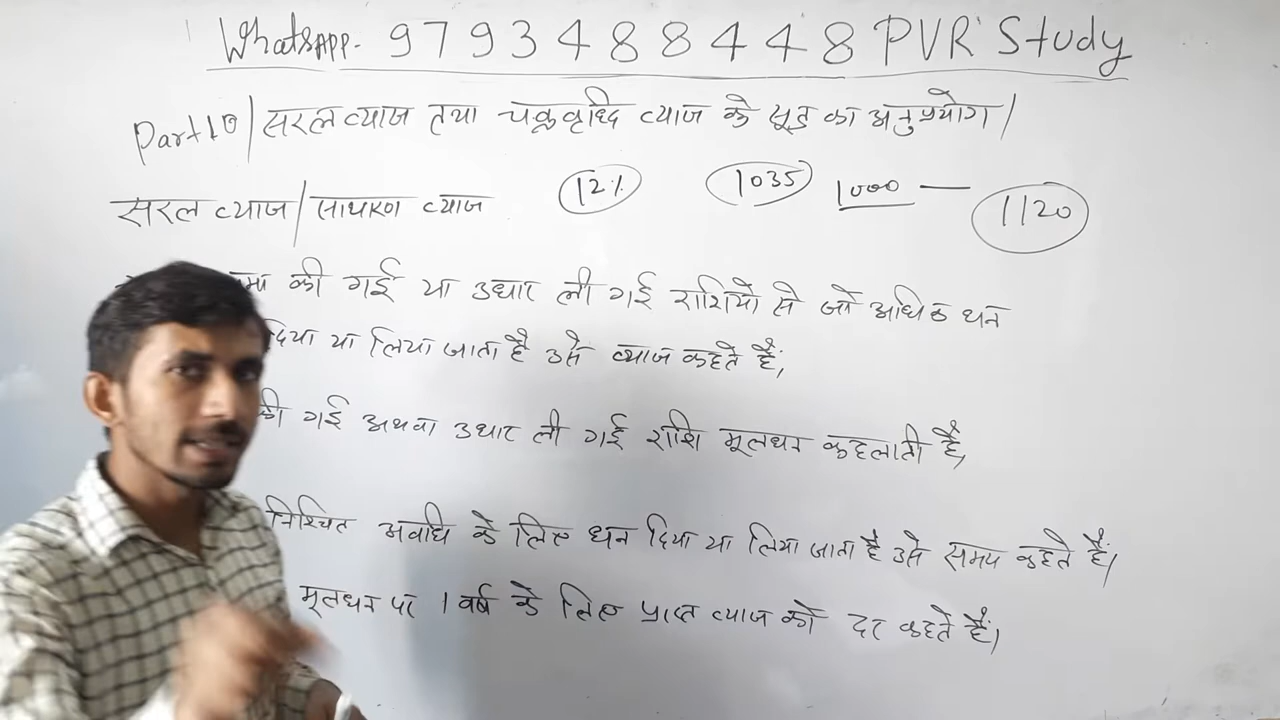 WhatsAPP- 9793488448 PVR Study
Part 10 | सरल व्याज तथा चक्रवृध्दि व्याज के सूत्र का अनुप्रयोग |
सरल व्याज | साधारण व्याज 12% 1035 1000 — 1120
की गई या उधार ली गई राशियों से जो अधिक धन
दिया या लिया जाता है उसे व्याज कहते हैं;
की गई अथवा उधार ली गई राशि मूलधन कहलाती है,
निश्चित अवधि के लिए धन दिया या लिया जाता है उसे समय कहते हैं।
मूलधन पर 1 वर्ष के लिए प्राप्त व्याज को दर कहते हैं।